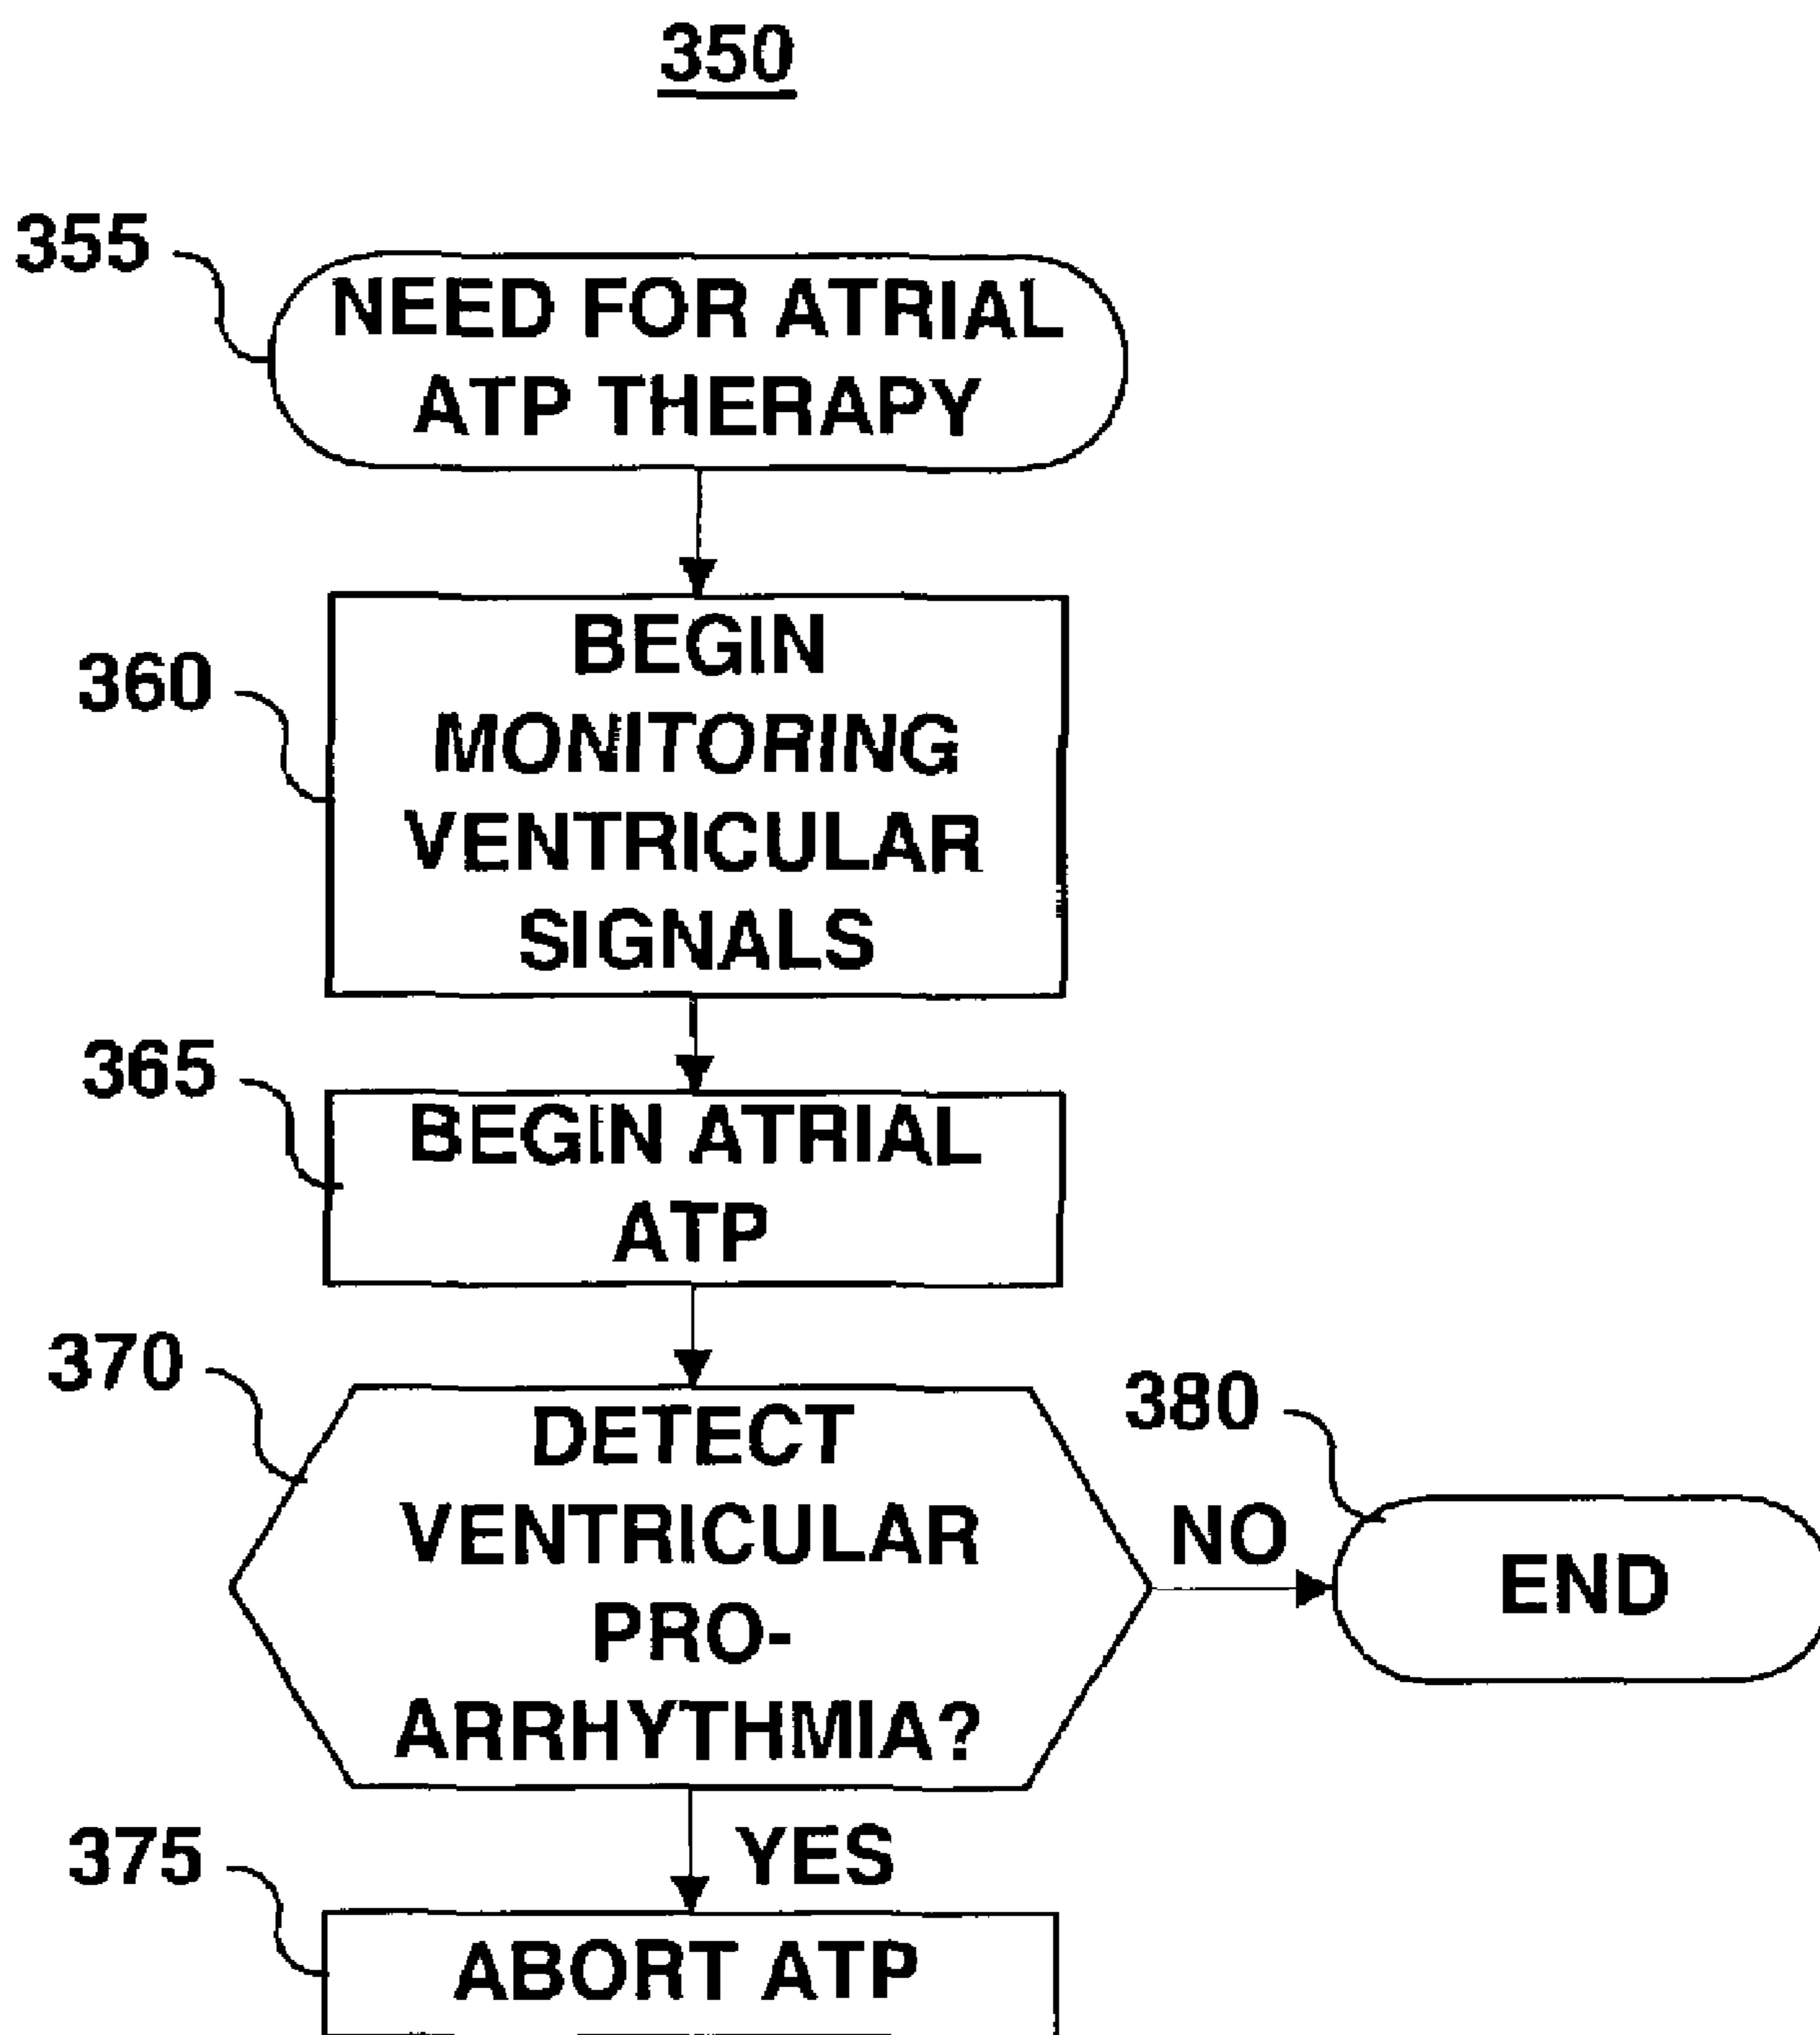 350
355
NEED FOR ATRIAL
ATP THERAPY
360
BEGIN
MONITORING
VENTRICULAR
SIGNALS
365
BEGIN ATRIAL
ATP
370
DETECT
VENTRICULAR
PRO-
ARRHYTHMIA?
380
NO
END
YES
375
ABORT ATP